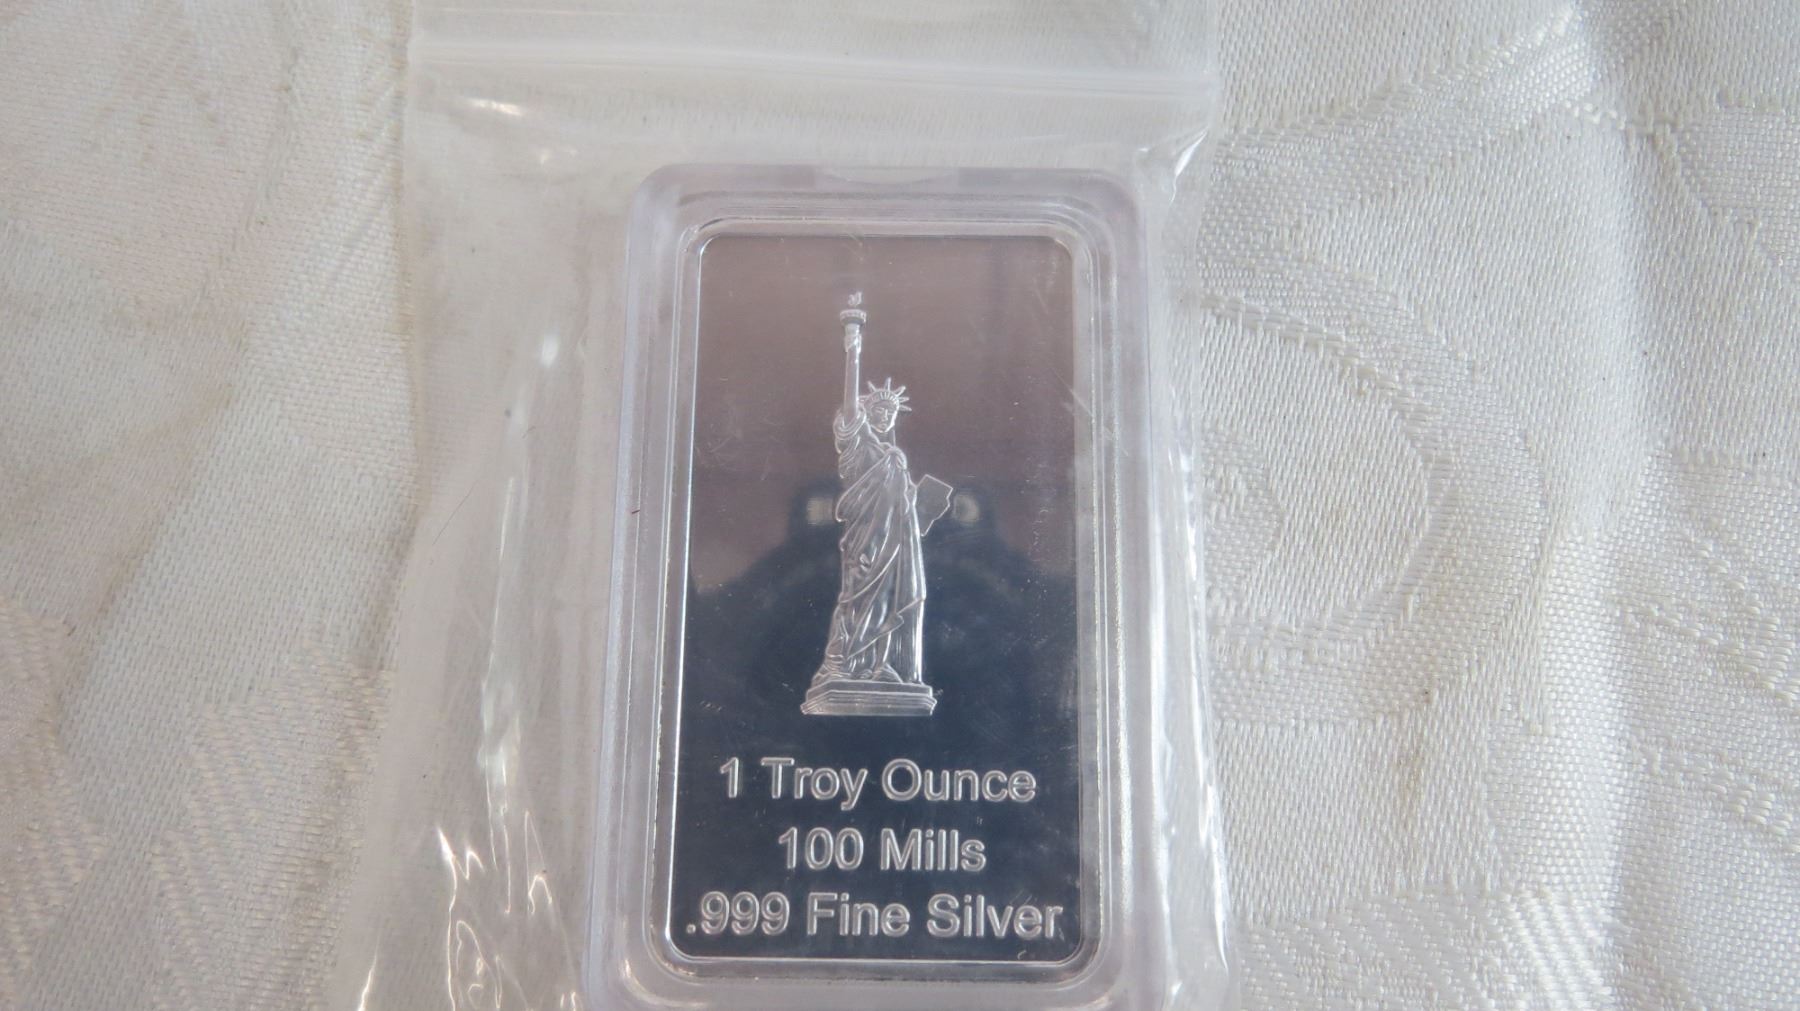 1 Troy Ounce
100 Mills
.999 Fine Silver